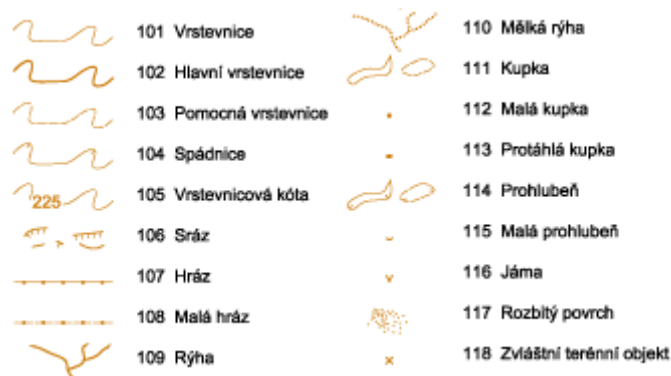 101 Vrstevnice
102 Hlavní vrstevnice
103 Pomocná vrstevnice
104 Spádnice
225 105 Vrstevnicová kóta
106 Sráz
107 Hráz
108 Malá hráz
109 Rýha
110 Mělká rýha
111 Kupka
112 Malá kupka
113 Protáhlá kupka
114 Prohlubeň
115 Malá prohlubeň
116 Jáma
117 Rozbitý povrch
118 Zvláštní terénní objekt